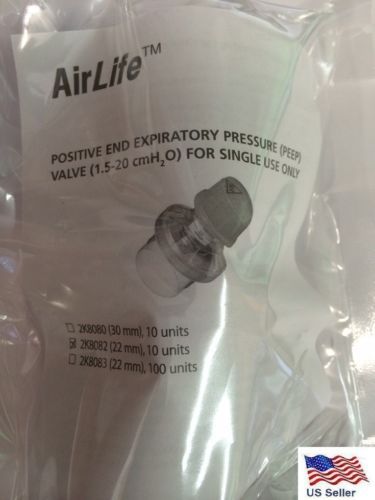 AirLife™
POSITIVE END EXPIRATORY PRESSURE (PEEP)
VALVE (1.5-20 cmH₂O) FOR SINGLE USE ONLY
☐ 2K8080 (30 mm), 10 units
☑ 2K8082 (22 mm), 10 units
☐ 2K8083 (22 mm), 100 units
US Seller